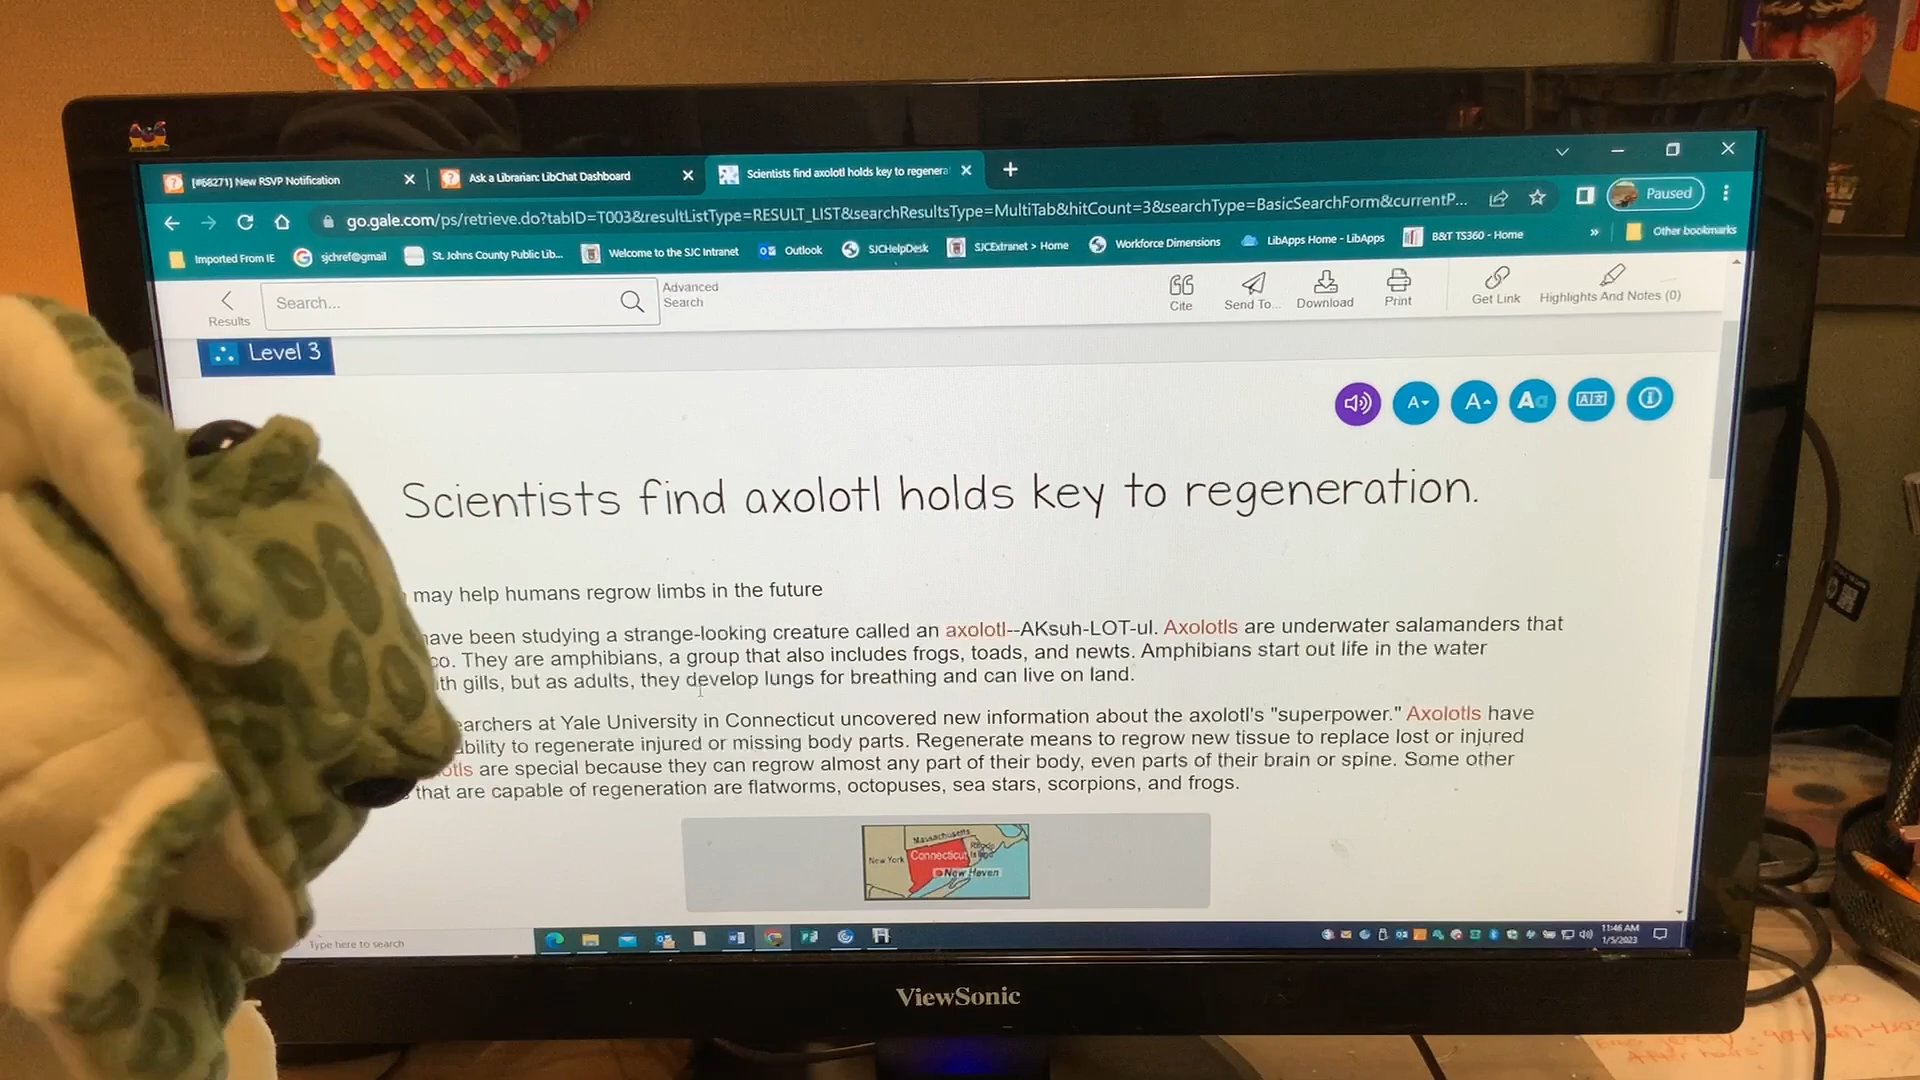 [#68271] New RSVP Notification
Ask a Librarian: LibChat Dashboard
Scientists find axolotl holds key to regenera
go.gale.com/ps/retrieve.do?tabID=T003&resultListType=RESULT_LIST&searchResultsType=MultiTab&hitCount=3&searchType=BasicSearchForm&currentP...
Paused
Imported From IE
sjchref@gmail
St. Johns County Public Lib...
Welcome to the SJC Intranet
Outlook
SJCHelpDesk
SJCExtranet > Home
Workforce Dimensions
LibApps Home - LibApps
B&T TS360 - Home
»
Other bookmarks
Results
Search...
Advanced
Search
Cite
Send To...
Download
Print
Get Link
Highlights And Notes (0)
Level 3
Scientists find axolotl holds key to regeneration.
may help humans regrow limbs in the future
have been studying a strange-looking creature called an axolotl--AKsuh-LOT-ul. Axolotls are underwater salamanders that
co. They are amphibians, a group that also includes frogs, toads, and newts. Amphibians start out life in the water
th gills, but as adults, they develop lungs for breathing and can live on land.
earchers at Yale University in Connecticut uncovered new information about the axolotl's "superpower." Axolotls have
ability to regenerate injured or missing body parts. Regenerate means to regrow new tissue to replace lost or injured
otls are special because they can regrow almost any part of their body, even parts of their brain or spine. Some other
that are capable of regeneration are flatworms, octopuses, sea stars, scorpions, and frogs.
Massachusetts
New York
Connecticut
Rhode
Island
New Haven
Type here to search
11:46 AM
1/5/2023
ViewSonic